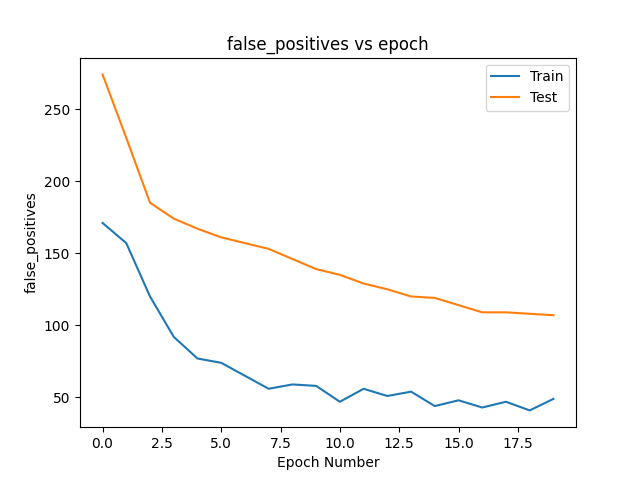 false_positives vs epoch
Train
Test
250
200
150
100
50
false_positives
0.0 2.5 5.0 7.5 10.0 12.5 15.0 17.5
Epoch Number